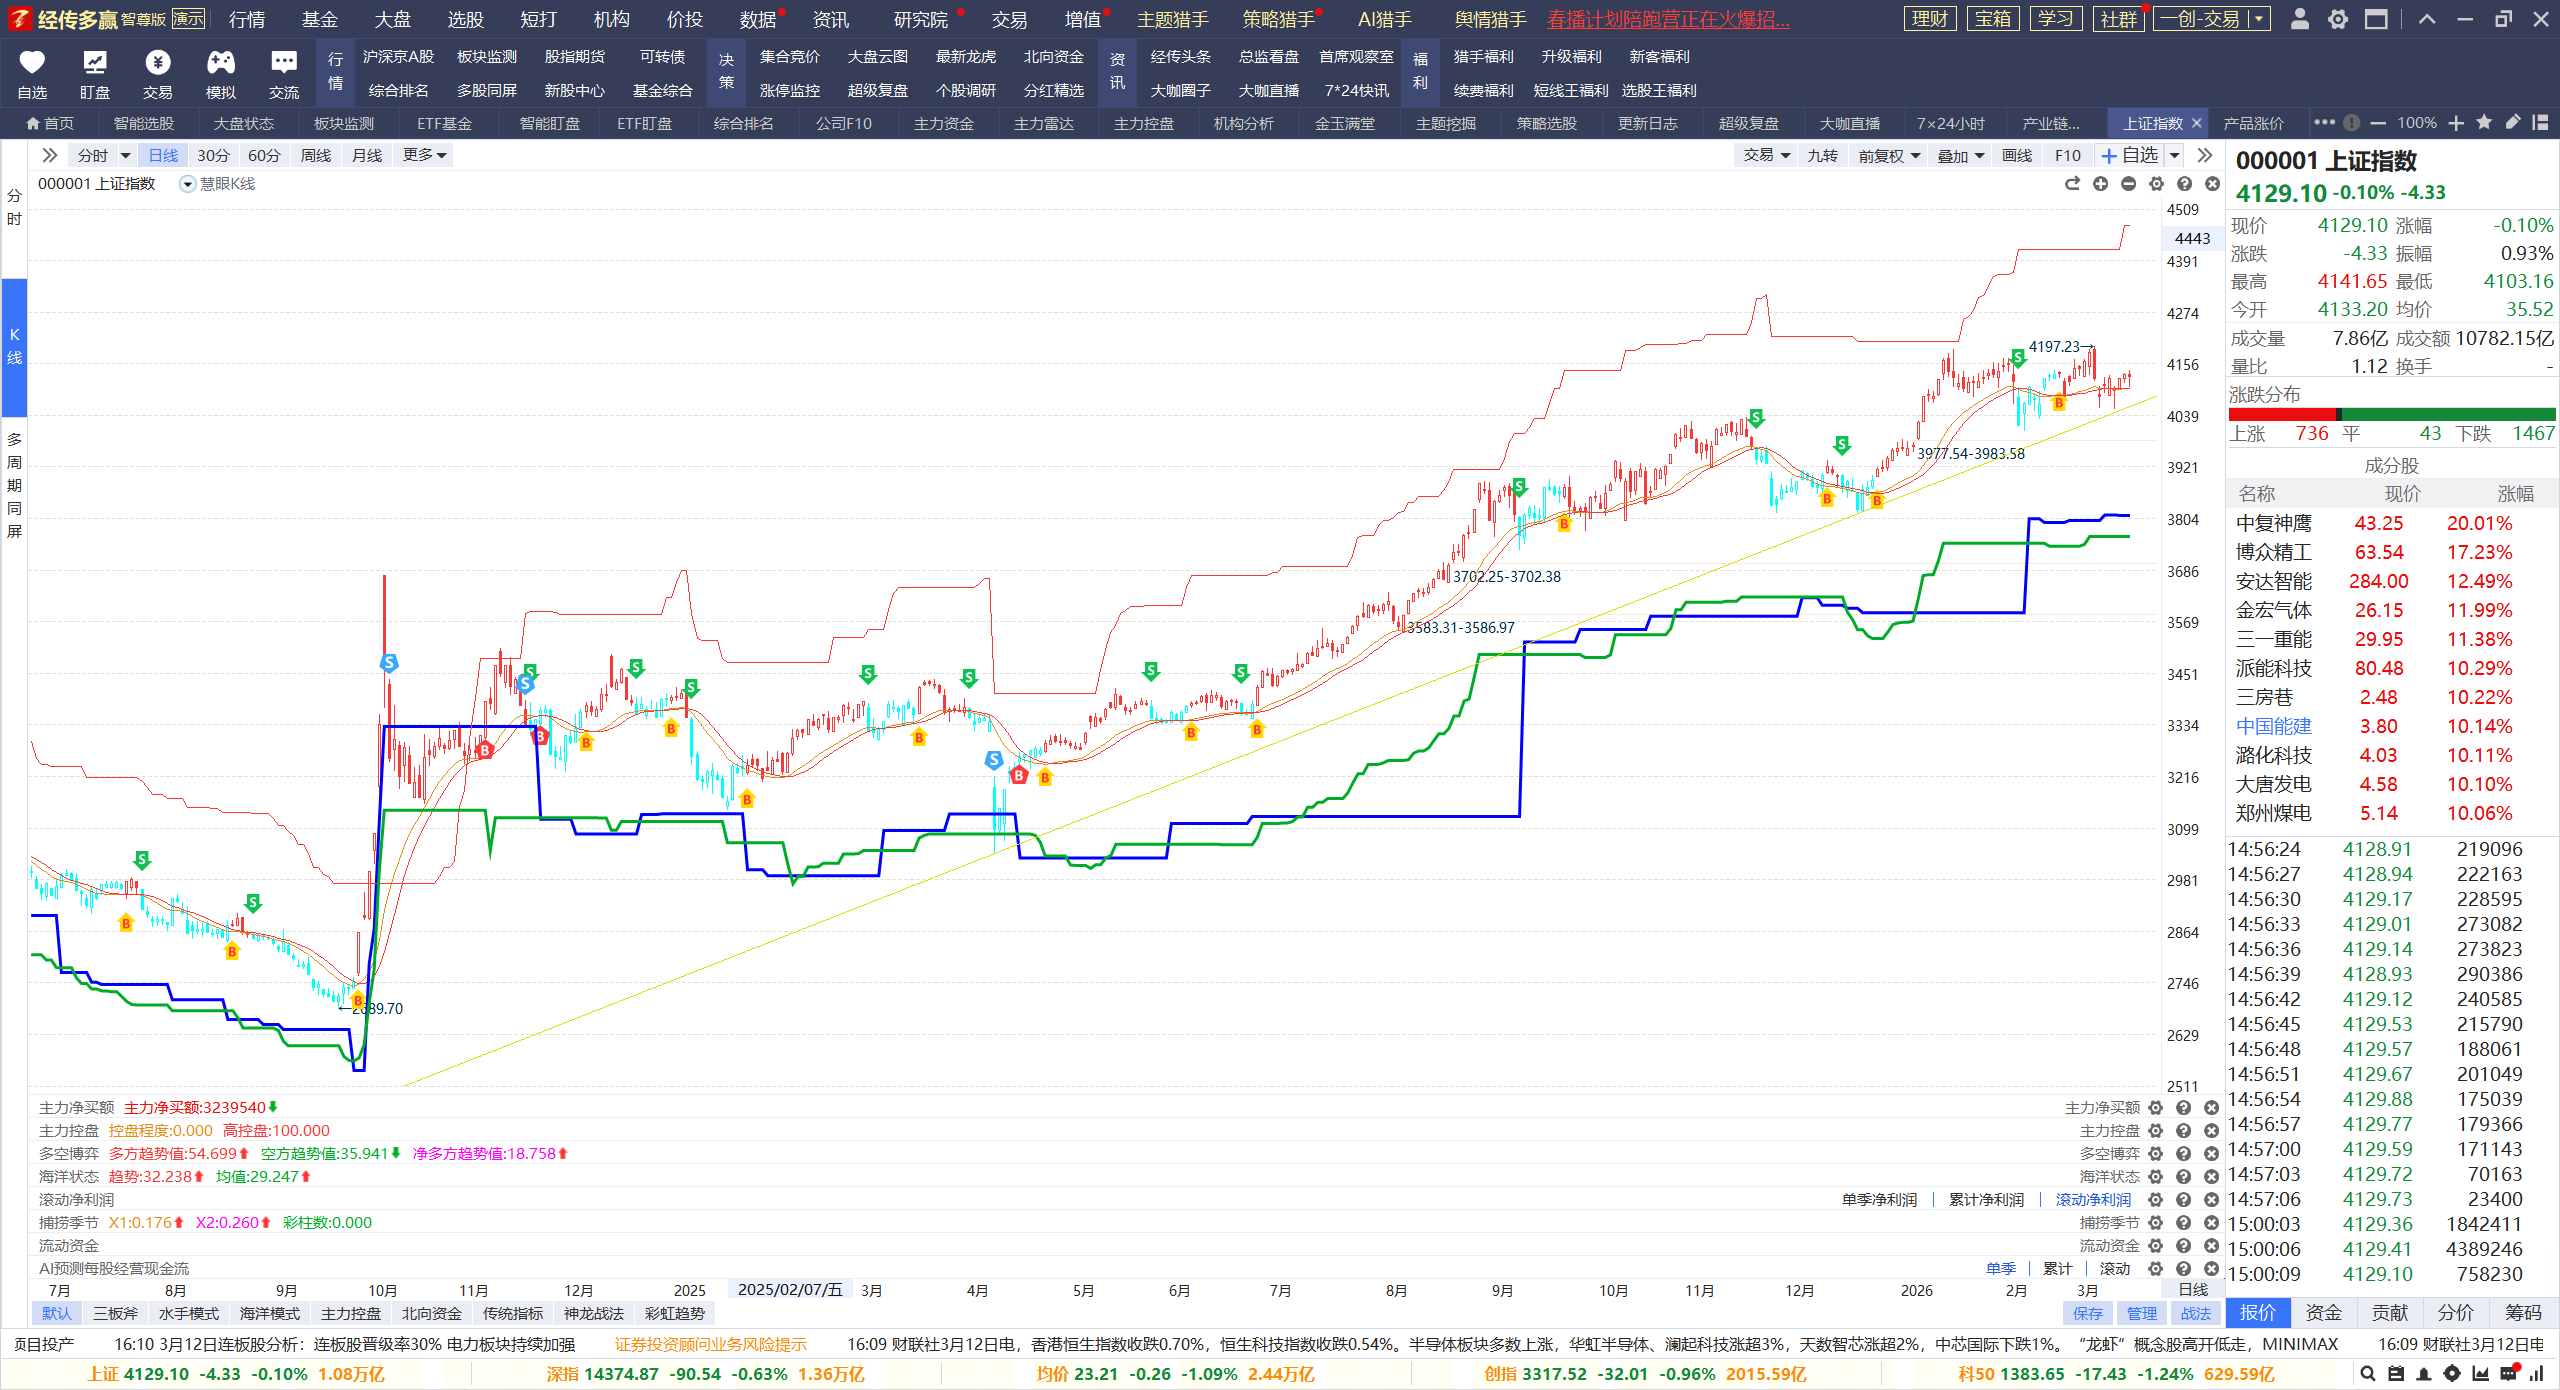 经传多赢 智尊版 演示 行情 基金 大盘 选股 短打 机构 价投 数据 资讯 研究院 交易 增值 主题猎手 策略猎手 AI猎手 舆情猎手 春播计划陪跑营正在火爆招... 理财 宝箱 学习 社群 一创-交易
行情 沪深京A股 板块监测 股指期货 可转债 决策 集合竞价 大盘云图 最新龙虎 北向资金 资讯 经传头条 总监看盘 首席观察室 福利 猎手福利 升级福利 新客福利
自选 盯盘 交易 模拟 交流 综合排名 多股同屏 新股中心 基金综合 涨停监控 超级复盘 个股调研 分红精选 大咖圈子 大咖直播 7*24快讯 续费福利 短线王福利 选股王福利
首页 智能选股 大盘状态 板块监测 ETF基金 智能盯盘 ETF盯盘 综合排名 公司F10 主力资金 主力雷达 主力控盘 机构分析 金玉满堂 主题挖掘 策略选股 更新日志 超级复盘 大咖直播 7×24小时 产业链... 上证指数 产品涨价 100%
分时 日线 30分 60分 周线 月线 更多 交易 九转 前复权 叠加 画线 F10 自选
000001 上证指数 慧眼K线
分时
K线
多周期同屏
4509
4443
4391
4274
4156
4039
3921
3804
3686
3569
3451
3334
3216
3099
2981
2864
2746
2629
2511
4197.23
3977.54-3983.58
3702.25-3702.38
3583.31-3586.97
主力净买额 主力净买额:3239540 主力净买额
主力控盘 控盘程度:0.000 高控盘:100.000 主力控盘
多空博弈 多方趋势值:54.699 空方趋势值:35.941 净多方趋势值:18.758 多空博弈
海洋状态 趋势:32.238 均值:29.247 海洋状态
滚动净利润 单季净利润 累计净利润 滚动净利润
捕捞季节 X1:0.176 X2:0.260 彩柱数:0.000 捕捞季节
流动资金 流动资金
AI预测每股经营现金流 单季 累计 滚动
7月 8月 9月 10月 11月 12月 2025 2025/02/07/五 3月 4月 5月 6月 7月 8月 9月 10月 11月 12月 2026 2月 3月 日线
默认 三板斧 水手模式 海洋模式 主力控盘 北向资金 传统指标 神龙战法 彩虹趋势 保存 管理 战法
000001 上证指数
4129.10 -0.10% -4.33
现价 4129.10 涨幅 -0.10%
涨跌 -4.33 振幅 0.93%
最高 4141.65 最低 4103.16
今开 4133.20 均价 35.52
成交量 7.86亿 成交额 10782.15亿
量比 1.12 换手 -
涨跌分布
上涨 736 平 43 下跌 1467
成分股
名称 现价 涨幅
中复神鹰 43.25 20.01%
博众精工 63.54 17.23%
安达智能 284.00 12.49%
金宏气体 26.15 11.99%
三一重能 29.95 11.38%
派能科技 80.48 10.29%
三房巷 2.48 10.22%
中国能建 3.80 10.14%
潞化科技 4.03 10.11%
大唐发电 4.58 10.10%
郑州煤电 5.14 10.06%
14:56:24 4128.91 219096
14:56:27 4128.94 222163
14:56:30 4129.17 228595
14:56:33 4129.01 273082
14:56:36 4129.14 273823
14:56:39 4128.93 290386
14:56:42 4129.12 240585
14:56:45 4129.53 215790
14:56:48 4129.57 188061
14:56:51 4129.67 201049
14:56:54 4129.88 175039
14:56:57 4129.77 179366
14:57:00 4129.59 171143
14:57:03 4129.72 70163
14:57:06 4129.73 23400
15:00:03 4129.36 1842411
15:00:06 4129.41 4389246
15:00:09 4129.10 758230
报价 资金 贡献 分价 筹码
项目投产 16:10 3月12日连板股分析：连板股晋级率30% 电力板块持续加强 证券投资顾问业务风险提示 16:09 财联社3月12日电，香港恒生指数收跌0.70%，恒生科技指数收跌0.54%。半导体板块多数上涨，华虹半导体、澜起科技涨超3%，天数智芯涨超2%，中芯国际下跌1%。“龙虾”概念股高开低走，MINIMAX 16:09 财联社3月12日电
上证 4129.10 -4.33 -0.10% 1.08万亿 深指 14374.87 -90.54 -0.63% 1.36万亿 均价 23.21 -0.26 -1.09% 2.44万亿 创指 3317.52 -32.01 -0.96% 2015.59亿 科50 1383.65 -17.43 -1.24% 629.59亿